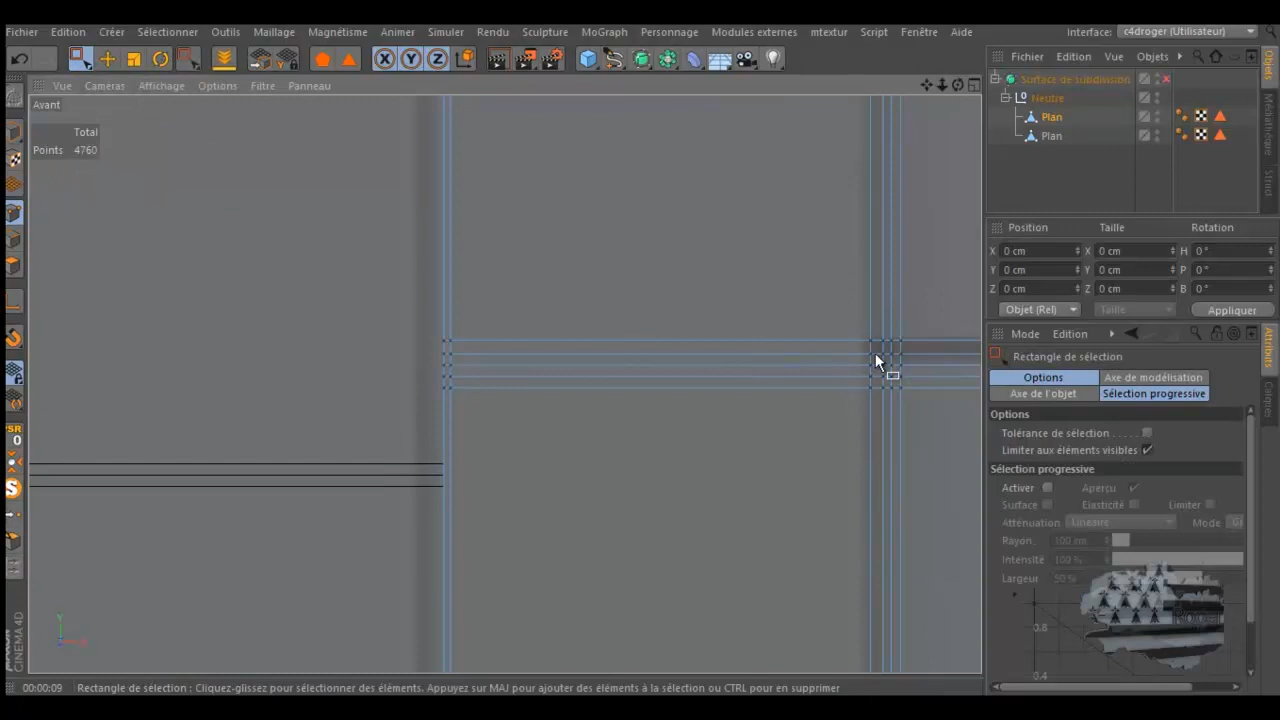 Fichier Edition Créer Sélectionner Outils Maillage Magnétisme Animer Simuler Rendu Sculpture MoGraph Personnage Modules externes mtextur Script Fenêtre Aide Interface: c4droger (Utilisateur)
X Y Z Fichier Edition Vue Objets
Vue Caméras Affichage Options Filtre Panneau
Surface de subdivision
Neutre
Plan
Plan
Avant
Total
Points 4760
Objets
Médiathèque
Struct
Position Taille Rotation
X 0 cm X 0 cm H 0 °
Y 0 cm Y 0 cm P 0 °
Z 0 cm Z 0 cm B 0 °
Objet (Rel) Taille Appliquer
Mode Edition
Rectangle de sélection
Options Axe de modélisation
Axe de l'objet Sélection progressive
Options
Tolérance de sélection
Limiter aux éléments visibles
Sélection progressive
Activer Aperçu
Surface Elasticité Limiter
Atténuation Linéaire Mode
Rayon 100 cm
Intensité 100 %
Largeur 50 %
0.8
0.4
Attributs
Calques
PSR
0
S
Y
CINEMA 4D
00:00:09 Rectangle de sélection : Cliquez-glissez pour sélectionner des éléments. Appuyez sur MAJ pour ajouter des éléments à la sélection ou CTRL pour en supprimer